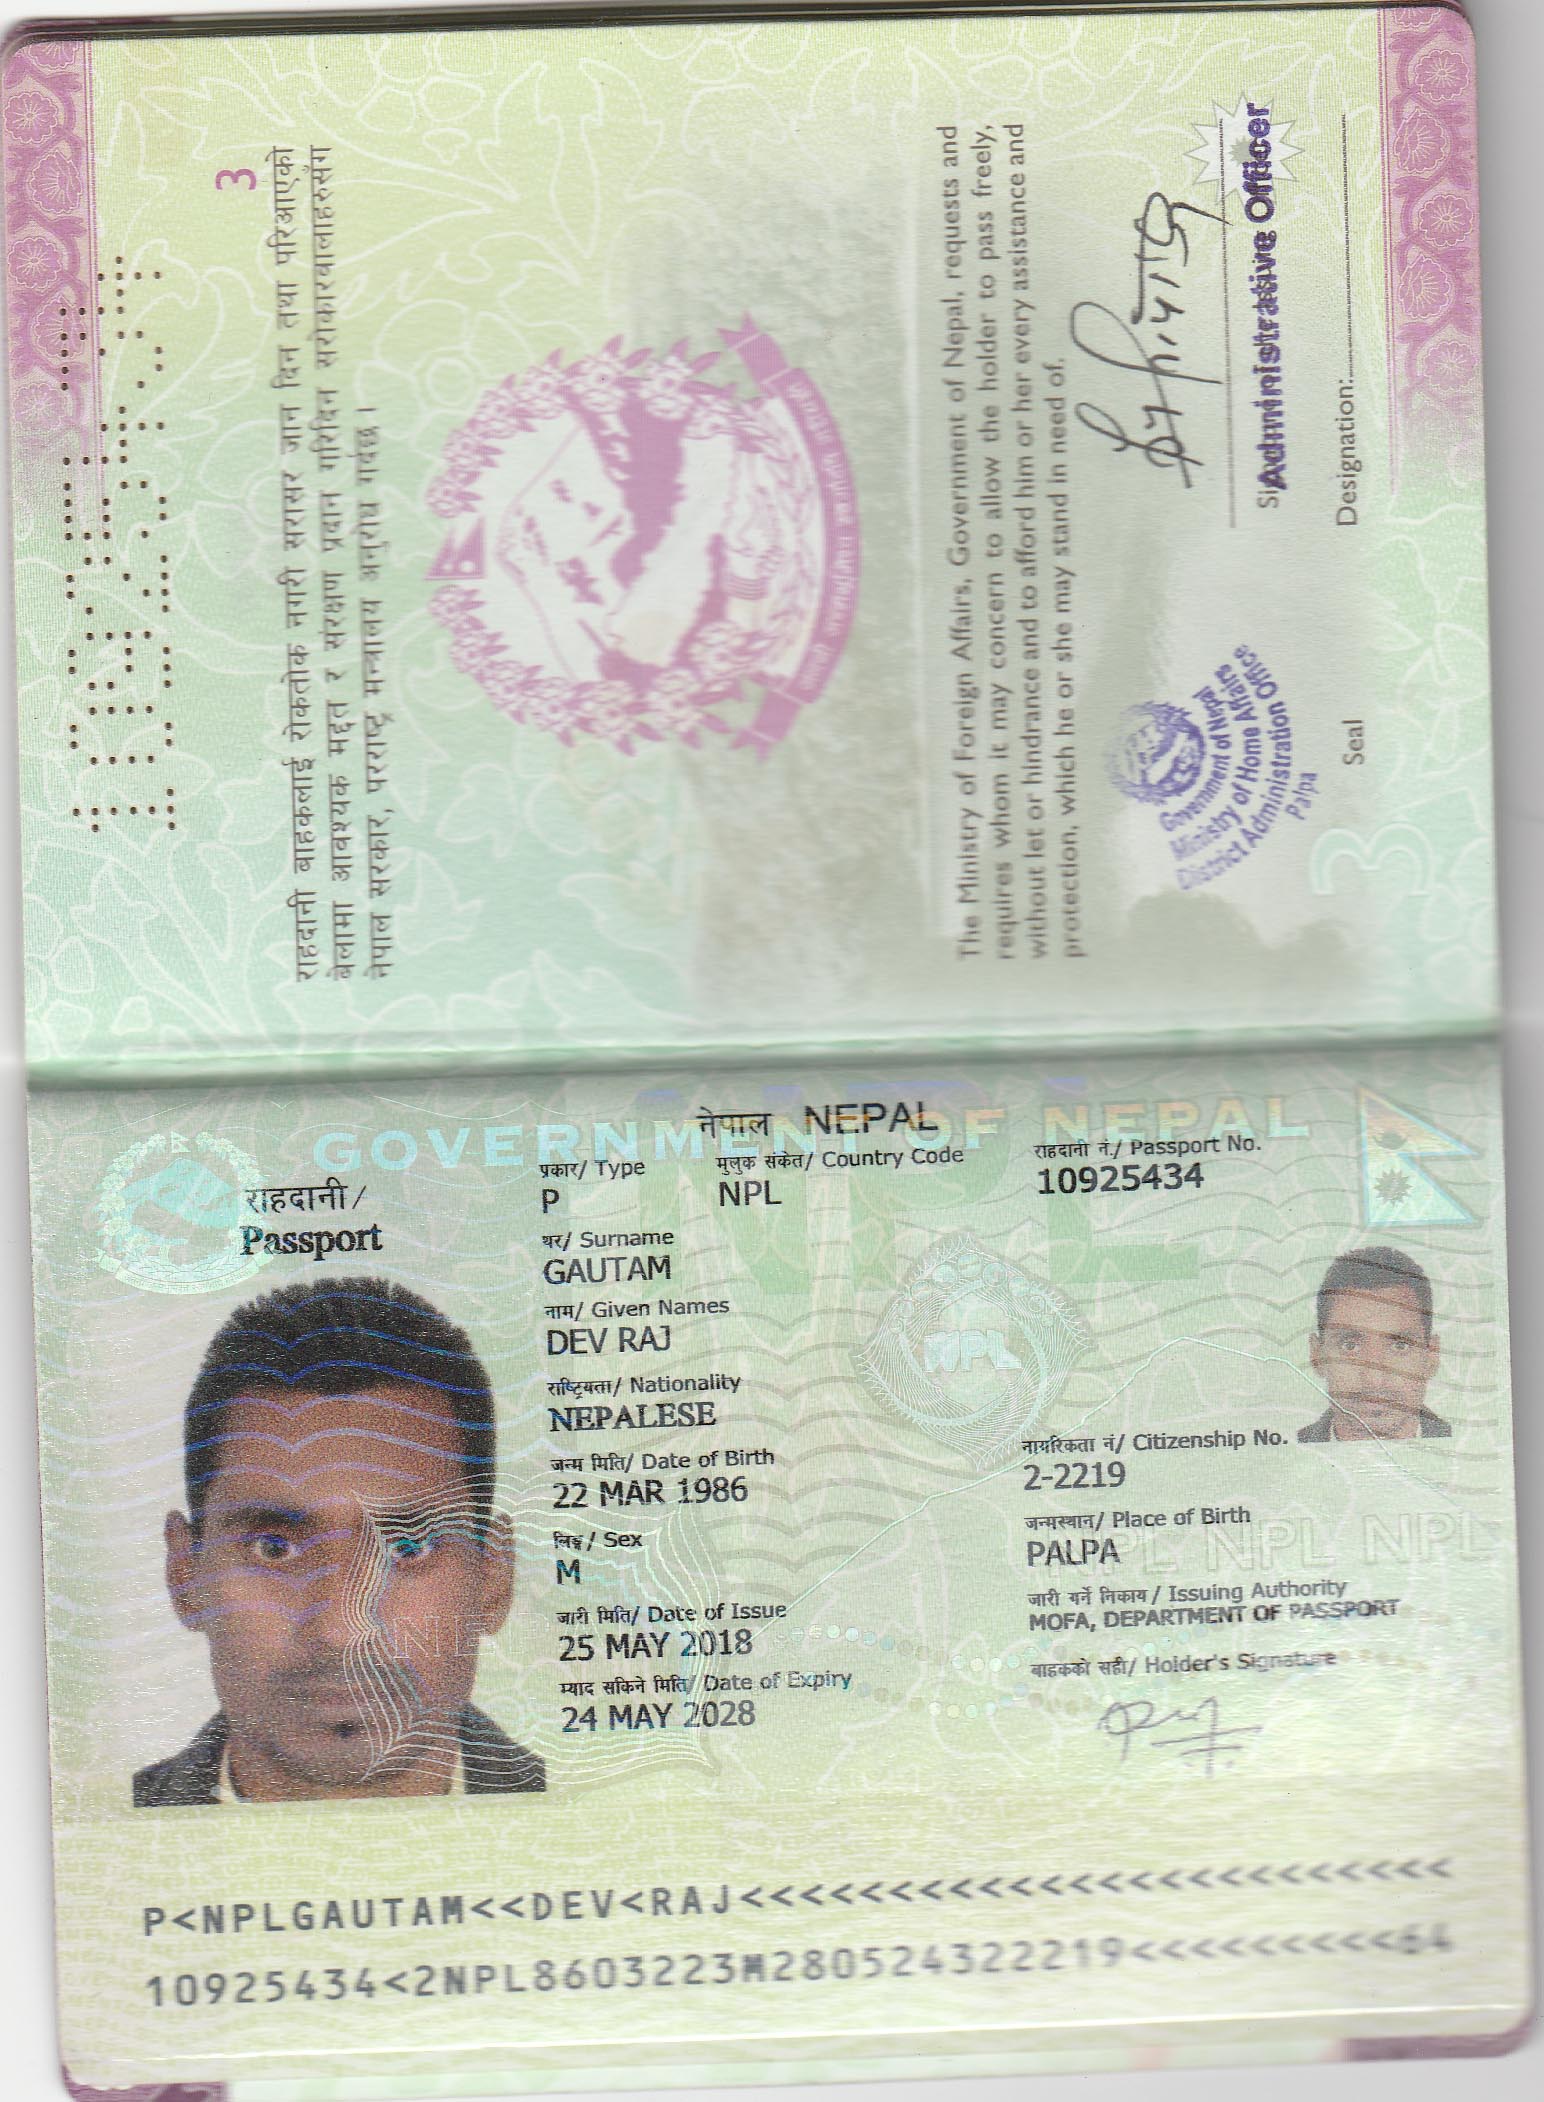 3
राहदानी बाहकलाई रोकतोक नगरी सरासर जान दिन तथा परिआएको
बेलामा आवश्यक मद्दत र संरक्षण प्रदान गरिदिन सरोकारवालाहरुसँग
नेपाल सरकार, परराष्ट्र मन्त्रालय अनुरोध गर्दछ ।
The Ministry of Foreign Affairs, Government of Nepal, requests and
requires whom it may concern to allow the holder to pass freely,
without let or hindrance and to afford him or her every assistance and
protection, which he or she may stand in need of.
Administrative Officer
Designation:
Seal
Government of Nepal
Ministry of Home Affairs
District Administration Office
Palpa
3
GOVERNMENT OF NEPAL
नेपाल NEPAL
राहदानी/
Passport
प्रकार/ Type
P
मुलुक संकेत/ Country Code
NPL
राहदानी नं./ Passport No.
10925434
थर/ Surname
GAUTAM
नाम/ Given Names
DEV RAJ
राष्ट्रियता/ Nationality
NEPALESE
जन्म मिति/ Date of Birth
22 MAR 1986
नागरिकता नं/ Citizenship No.
2-2219
लिङ्ग/ Sex
M
जन्मस्थान/ Place of Birth
PALPA
जारी मिति/ Date of Issue
25 MAY 2018
जारी गर्ने निकाय/ Issuing Authority
MOFA, DEPARTMENT OF PASSPORT
म्याद सकिने मिति/ Date of Expiry
24 MAY 2028
बाहकको सही/ Holder's Signature
NPL
NPL NPL NPL
P<NPLGAUTAM<<DEV<RAJ<<<<<<<<<<<<<<<<<<<<<<<<
10925434<2NPL8603223M280524322219<<<<<<<<<64